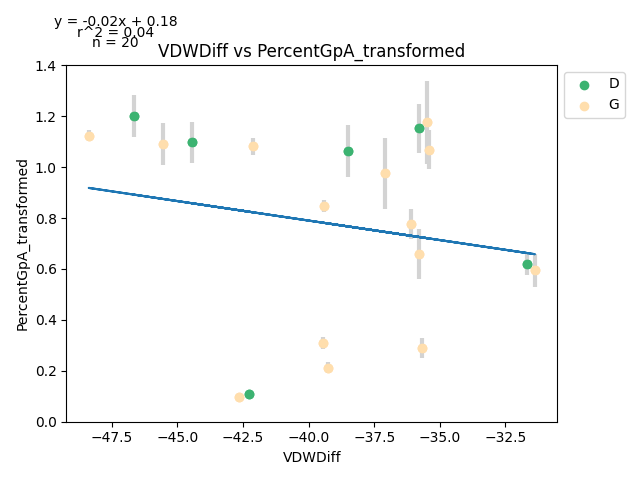 y = -0.02x + 0.18
r^2 = 0.04
n = 20
VDWDiff vs PercentGpA_transformed
D
G
PercentGpA_transformed
1.4
1.2
1.0
0.8
0.6
0.4
0.2
0.0
−47.5 −45.0 −42.5 −40.0 −37.5 −35.0 −32.5
VDWDiff